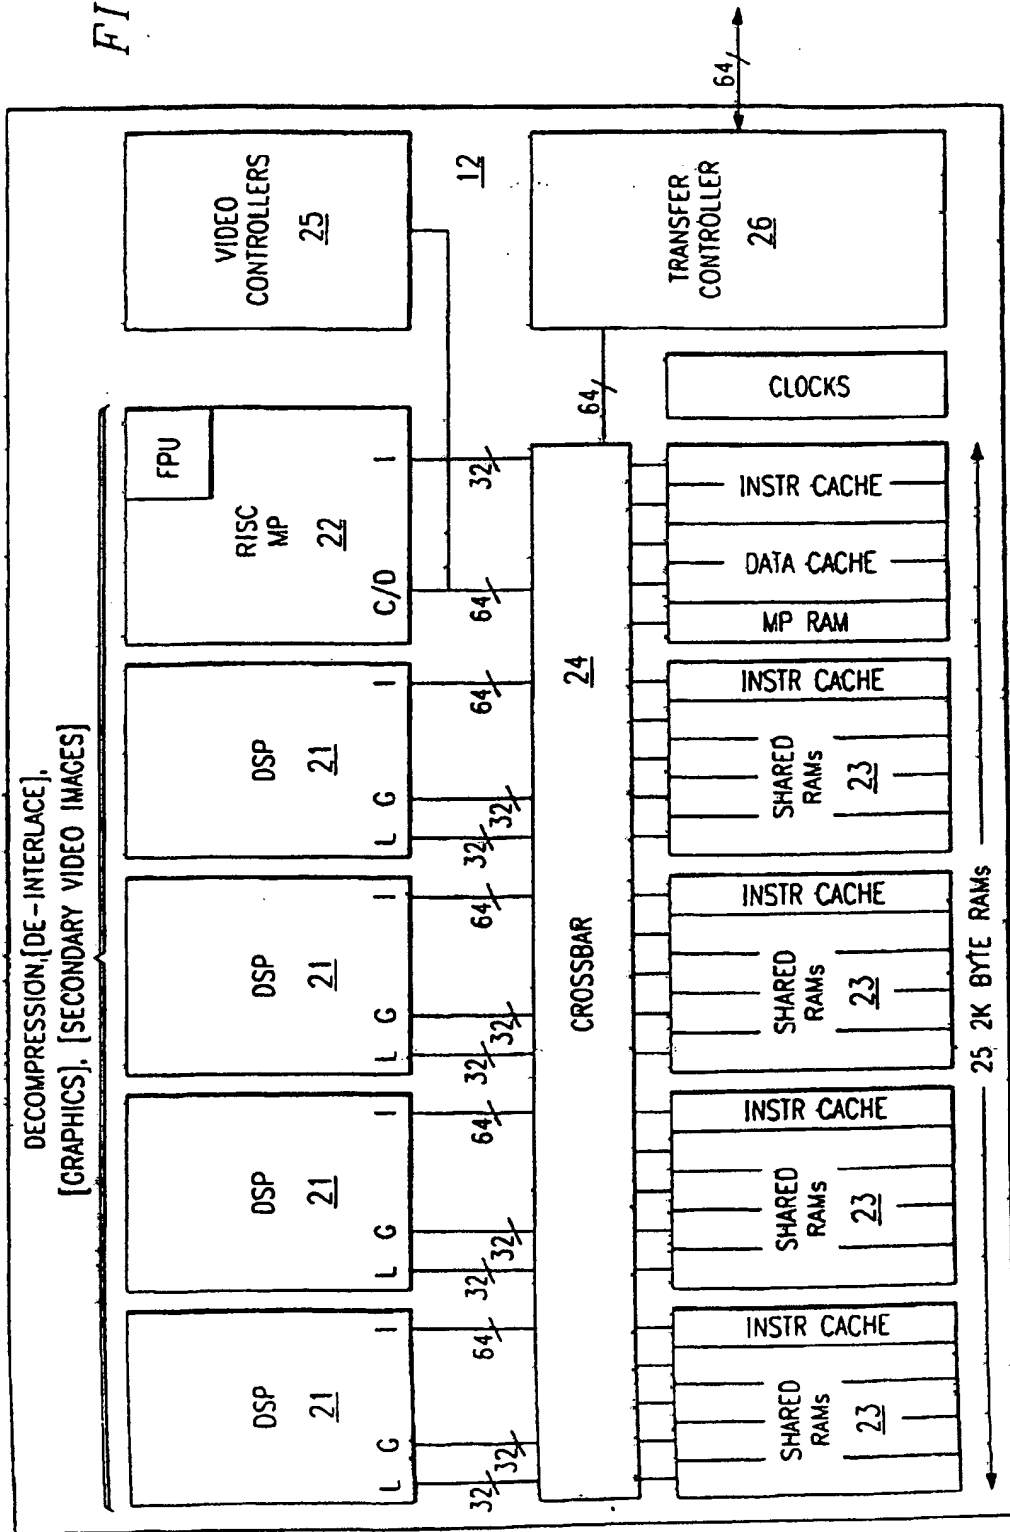 FI
DECOMPRESSION,[DE-INTERLACE],
[GRAPHICS], [SECONDARY VIDEO IMAGES]
DSP
21
L
G
I
DSP
21
L
G
I
DSP
21
L
G
I
DSP
21
L
G
I
RISC
MP
22
FPU
C/D
I
VIDEO
CONTROLLERS
25
12
32
32
64
32
32
64
32
32
64
32
32
64
64
32
64
64
CROSSBAR
24
TRANSFER
CONTROLLER
26
SHARED
RAMs
23
INSTR CACHE
SHARED
RAMs
23
INSTR CACHE
SHARED
RAMs
23
INSTR CACHE
SHARED
RAMs
23
INSTR CACHE
MP RAM
DATA CACHE
INSTR CACHE
CLOCKS
25 2K BYTE RAMs